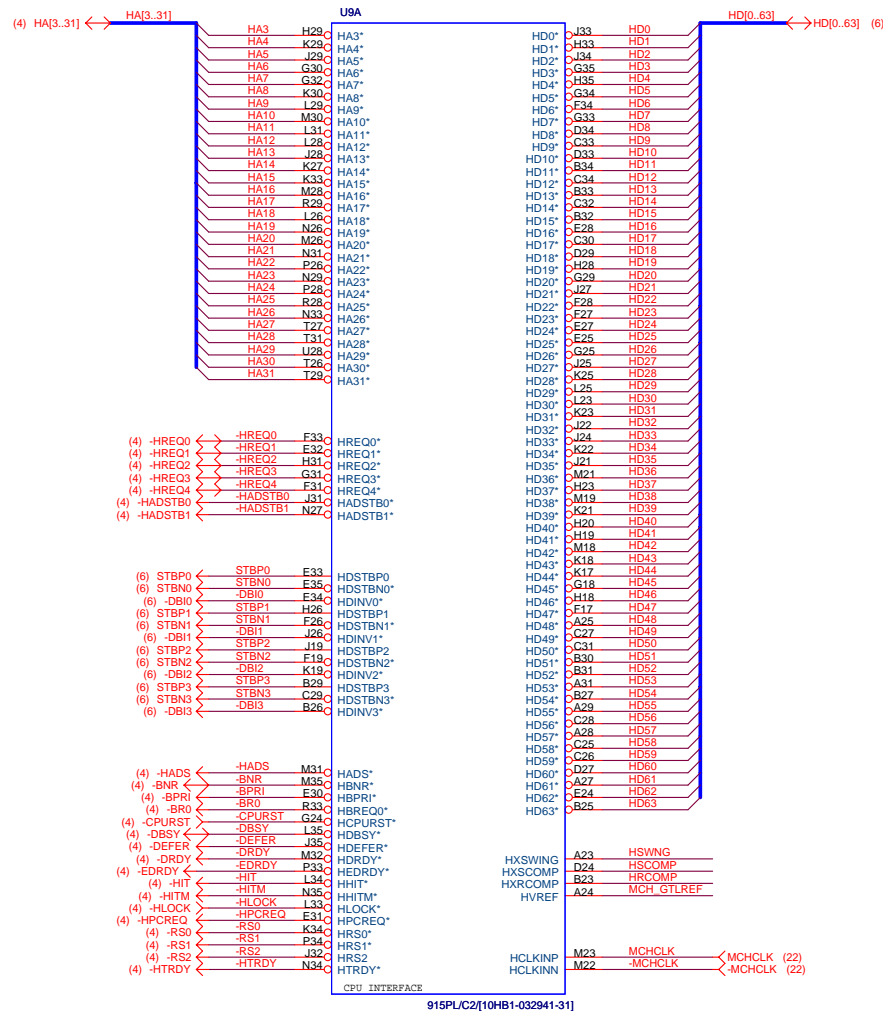 U9A
(4) HA[3..31] HA[3..31]
HA3 H29 HA3*
HA4 K29 HA4*
HA5 J29 HA5*
HA6 G30 HA6*
HA7 G32 HA7*
HA8 K30 HA8*
HA9 L29 HA9*
HA10 M30 HA10*
HA11 L31 HA11*
HA12 L28 HA12*
HA13 J28 HA13*
HA14 K27 HA14*
HA15 K33 HA15*
HA16 M28 HA16*
HA17 R29 HA17*
HA18 L26 HA18*
HA19 N26 HA19*
HA20 M26 HA20*
HA21 N31 HA21*
HA22 P26 HA22*
HA23 N29 HA23*
HA24 P28 HA24*
HA25 R28 HA25*
HA26 N33 HA26*
HA27 T27 HA27*
HA28 T31 HA28*
HA29 U28 HA29*
HA30 T26 HA30*
HA31 T29 HA31*
(4) -HREQ0 -HREQ0 F33 HREQ0*
(4) -HREQ1 -HREQ1 E32 HREQ1*
(4) -HREQ2 -HREQ2 H31 HREQ2*
(4) -HREQ3 -HREQ3 G31 HREQ3*
(4) -HREQ4 -HREQ4 F31 HREQ4*
(4) -HADSTB0 -HADSTB0 J31 HADSTB0*
(4) -HADSTB1 -HADSTB1 N27 HADSTB1*
(6) STBP0 STBP0 E33 HDSTBP0
(6) STBN0 STBN0 E35 HDSTBN0*
(6) -DBI0 -DBI0 E34 HDINV0*
(6) STBP1 STBP1 H26 HDSTBP1
(6) STBN1 STBN1 F26 HDSTBN1*
(6) -DBI1 -DBI1 J26 HDINV1*
(6) STBP2 STBP2 J19 HDSTBP2
(6) STBN2 STBN2 F19 HDSTBN2*
(6) -DBI2 -DBI2 K19 HDINV2*
(6) STBP3 STBP3 B29 HDSTBP3
(6) STBN3 STBN3 C29 HDSTBN3*
(6) -DBI3 -DBI3 B26 HDINV3*
(4) -HADS -HADS M31 HADS*
(4) -BNR -BNR M35 HBNR*
(4) -BPRI -BPRI E30 HBPRI*
(4) -BR0 -BR0 R33 HBREQ0*
(4) -CPURST -CPURST G24 HCPURST*
(4) -DBSY -DBSY L35 HDBSY*
(4) -DEFER -DEFER J35 HDEFER*
(4) -DRDY -DRDY M32 HDRDY*
(4) -EDRDY -EDRDY P33 HEDRDY*
(4) -HIT -HIT L34 HHIT*
(4) -HITM -HITM N35 HHITM*
(4) -HLOCK -HLOCK L33 HLOCK*
(4) -HPCREQ -HPCREQ E31 HPCREQ*
(4) -RS0 -RS0 K34 HRS0*
(4) -RS1 -RS1 P34 HRS1*
(4) -RS2 -RS2 J32 HRS2
(4) -HTRDY -HTRDY N34 HTRDY*
HD[0..63] HD[0..63] (6)
HD0* J33 HD0
HD1* H33 HD1
HD2* J34 HD2
HD3* G35 HD3
HD4* H35 HD4
HD5* G34 HD5
HD6* F34 HD6
HD7* G33 HD7
HD8* D34 HD8
HD9* C33 HD9
HD10* D33 HD10
HD11* B34 HD11
HD12* C34 HD12
HD13* B33 HD13
HD14* C32 HD14
HD15* B32 HD15
HD16* E28 HD16
HD17* C30 HD17
HD18* D29 HD18
HD19* H28 HD19
HD20* G29 HD20
HD21* J27 HD21
HD22* F28 HD22
HD23* F27 HD23
HD24* E27 HD24
HD25* E25 HD25
HD26* G25 HD26
HD27* J25 HD27
HD28* K25 HD28
HD29* L25 HD29
HD30* L23 HD30
HD31* K23 HD31
HD32* J22 HD32
HD33* J24 HD33
HD34* K22 HD34
HD35* J21 HD35
HD36* M21 HD36
HD37* H23 HD37
HD38* M19 HD38
HD39* K21 HD39
HD40* H20 HD40
HD41* H19 HD41
HD42* M18 HD42
HD43* K18 HD43
HD44* K17 HD44
HD45* G18 HD45
HD46* H18 HD46
HD47* F17 HD47
HD48* A25 HD48
HD49* C27 HD49
HD50* C31 HD50
HD51* B30 HD51
HD52* B31 HD52
HD53* A31 HD53
HD54* B27 HD54
HD55* A29 HD55
HD56* C28 HD56
HD57* A28 HD57
HD58* C25 HD58
HD59* C26 HD59
HD60* D27 HD60
HD61* A27 HD61
HD62* E24 HD62
HD63* B25 HD63
HXSWING A23 HSWNG
HXSCOMP D24 HSCOMP
HXRCOMP B23 HRCOMP
HVREF A24 MCH_GTLREF
HCLKINP M23 MCHCLK MCHCLK (22)
HCLKINN M22 -MCHCLK -MCHCLK (22)
CPU INTERFACE
915PL/C2/[10HB1-032941-31]